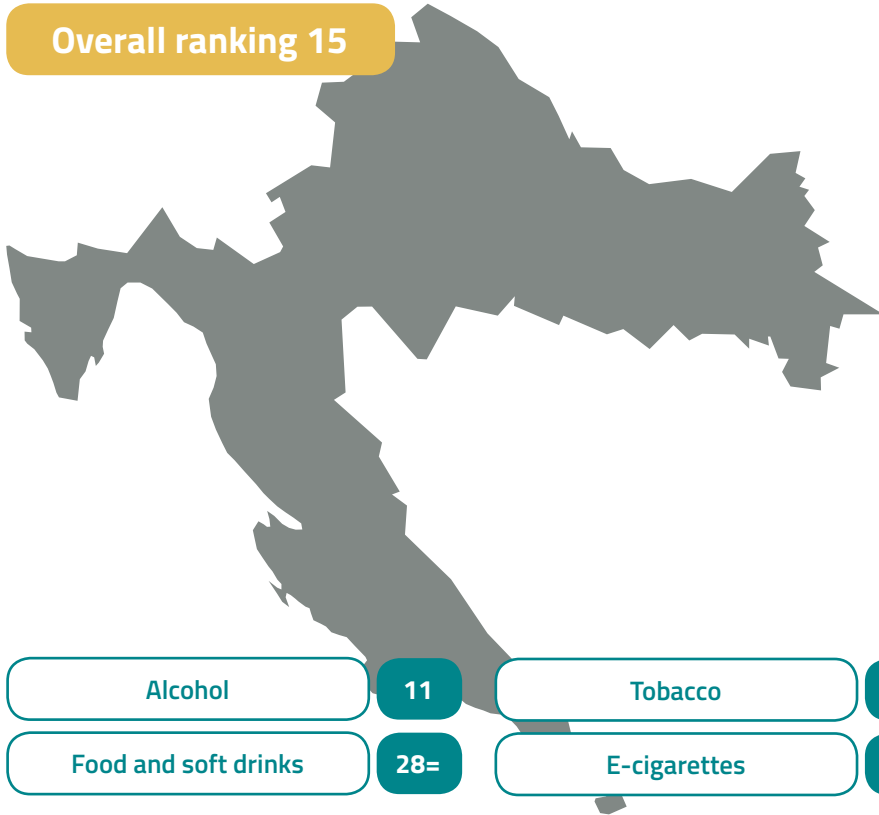 Overall ranking 15
Alcohol 11 Tobacco
Food and soft drinks 28= E-cigarettes